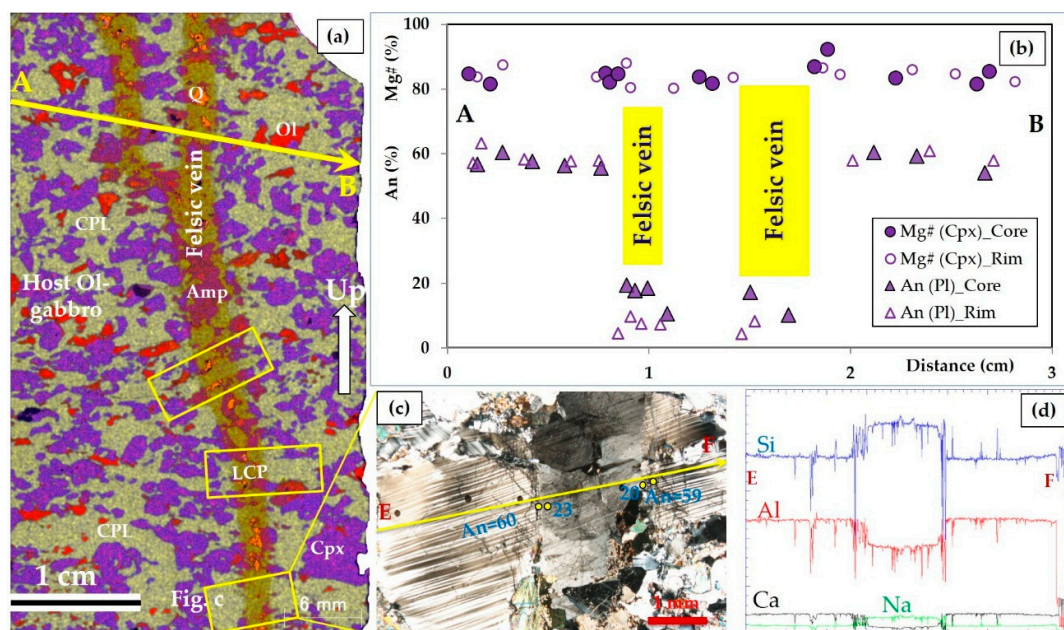 (a)
A
Q
Ol
B
Felsic vein
CPL
Host Ol-
gabbro
Amp
Up
LCP
CPL
Cpx
1 cm
Fig. c
6 mm
(b)
Mg# (%)
An (%)
100
80
60
40
20
0
A
B
Felsic vein
Felsic vein
Mg# (Cpx)_Core
Mg# (Cpx)_Rim
An (Pl)_Core
An (Pl)_Rim
0
1
2
Distance (cm)
3
(c)
E
F
An=60
23
20
An=59
1 mm
(d)
Si
E
F
Al
Ca
Na